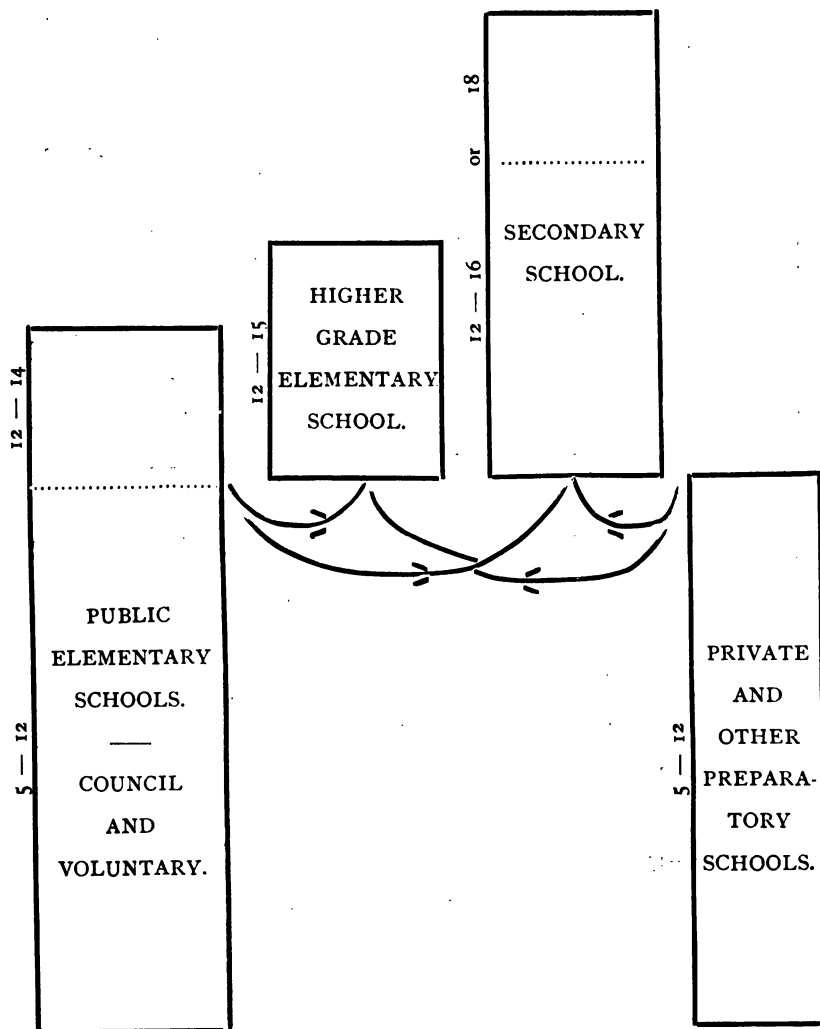 12 — 14
5 — 12
PUBLIC
ELEMENTARY
SCHOOLS.
—
COUNCIL
AND
VOLUNTARY.
12 — 15
HIGHER
GRADE
ELEMENTARY
SCHOOL.
12 — 16 or 18
SECONDARY
SCHOOL.
5 — 12
PRIVATE
AND
OTHER
PREPARA-
TORY
SCHOOLS.